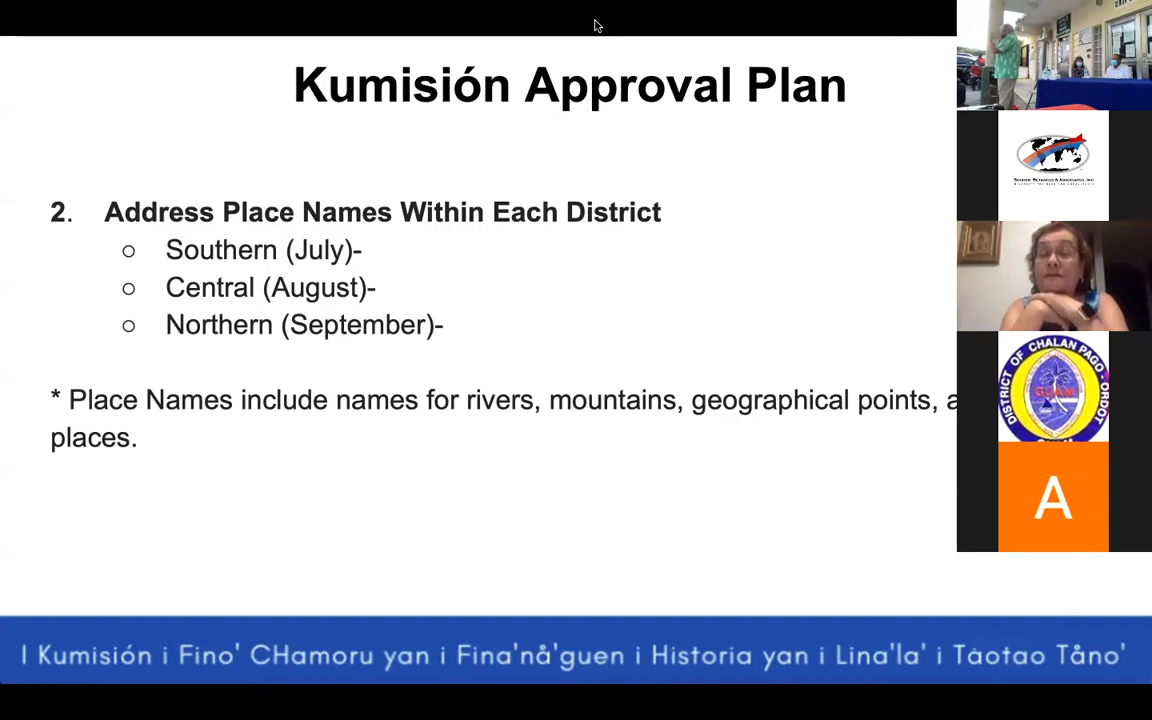 Kumisión Approval Plan
2. Address Place Names Within Each District
○ Southern (July)-
○ Central (August)-
○ Northern (September)-
* Place Names include names for rivers, mountains, geographical points, a
places.
I Kumisión i Fino' CHamoru yan i Fina'nå'guen i Historia yan i Lina'la' i Tåotao Tåno'
DISTRICT OF CHALAN PAGO - ORDOT
GUAM
A